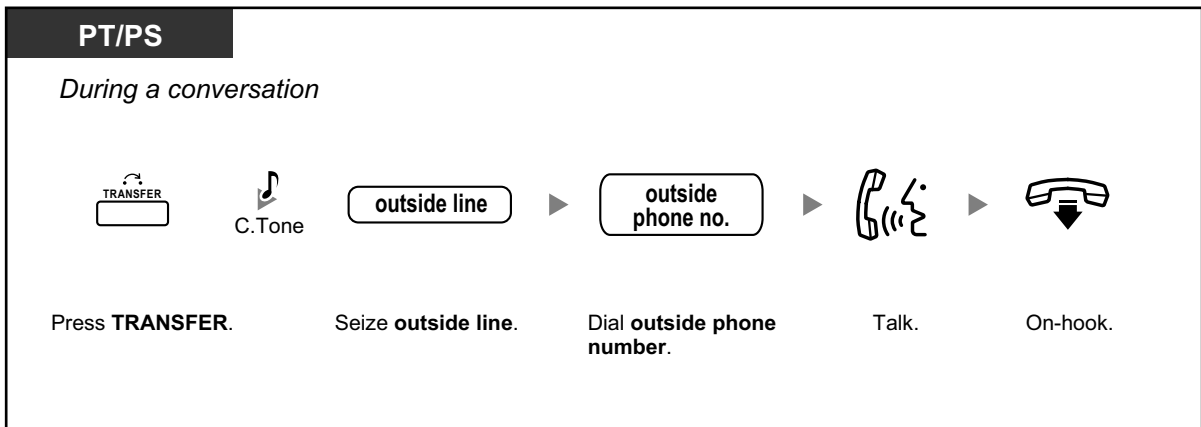 PT/PS
During a conversation
TRANSFER
C.Tone
outside line
outside
phone no.
Press TRANSFER.
Seize outside line.
Dial outside phone
number.
Talk.
On-hook.